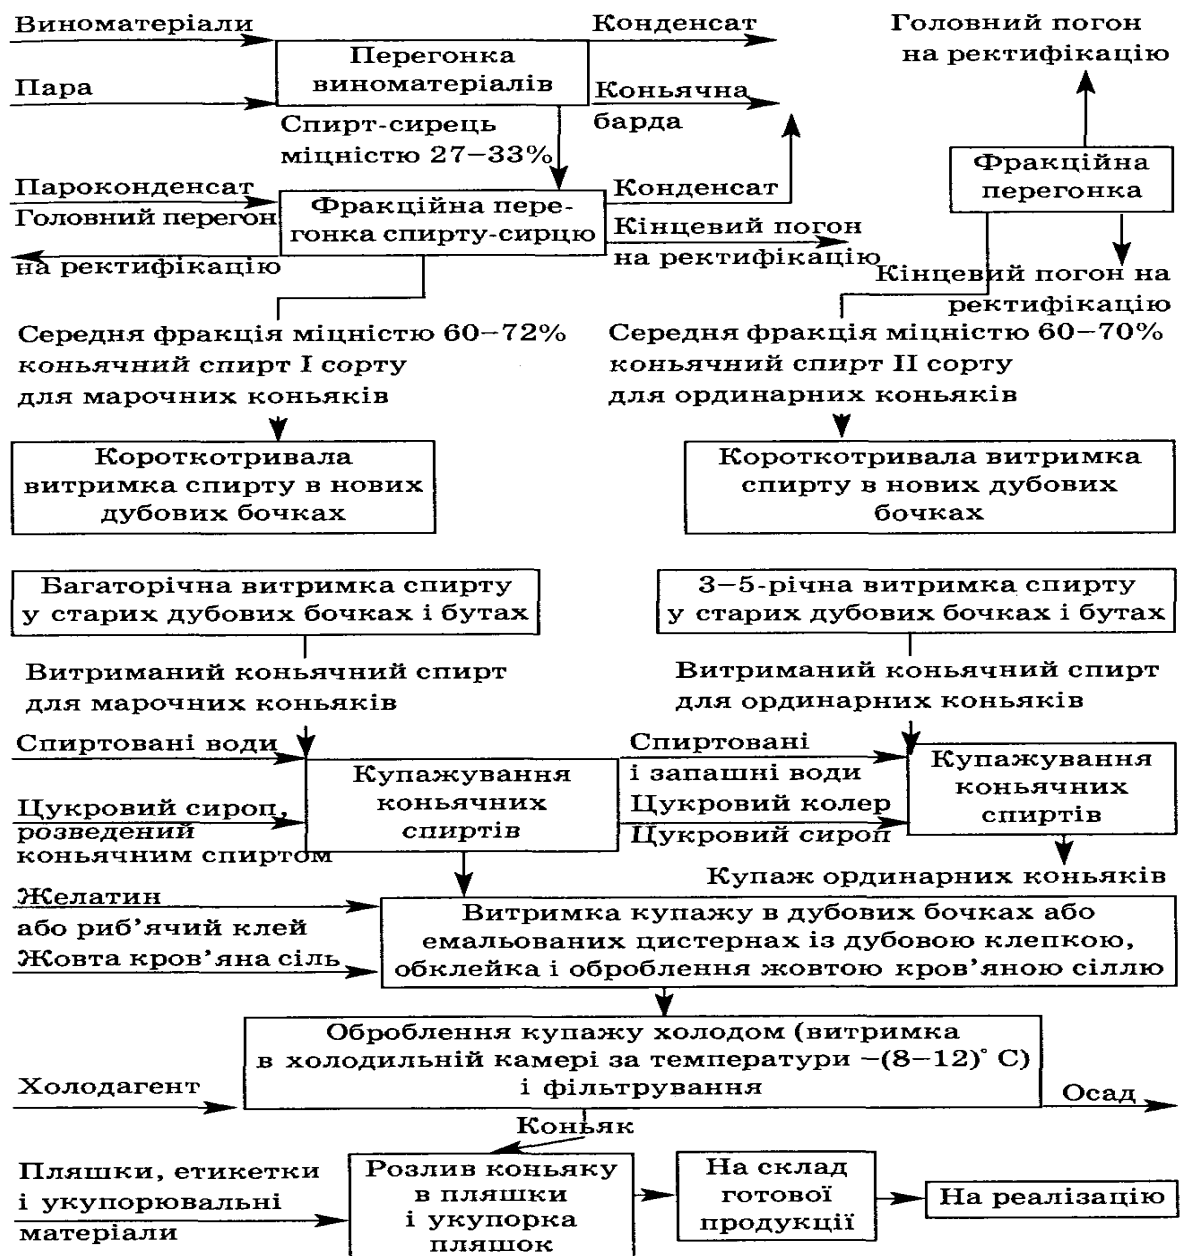 Виноматеріали
Пара
Перегонка
виноматеріалів
Конденсат
Коньячна
барда
Головний погон
на ректифікацію
Спирт-сирець
міцністю 27–33%
Пароконденсат
Головний перегон
на ректифікацію
Фракційна пере-
гонка спирту-сирцю
Конденсат
Кінцевий погон
на ректифікацію
Фракційна
перегонка
Кінцевий погон на
ректифікацію
Середня фракція міцністю 60–72%
коньячний спирт I сорту
для марочних коньяків
Середня фракція міцністю 60–70%
коньячний спирт II сорту
для ординарних коньяків
Короткотривала
витримка спирту в нових
дубових бочках
Короткотривала витримка
спирту в нових дубових
бочках
Багаторічна витримка спирту
у старих дубових бочках і бутах
3–5-річна витримка спирту
у старих дубових бочках і бутах
Витриманий коньячний спирт
для марочних коньяків
Витриманий коньячний спирт
для ординарних коньяків
Спиртовані води
Цукровий сироп,
розведений
коньячним спиртом
Купажування
коньячних
спиртів
Спиртовані
і запашні води
Цукровий колер
Цукровий сироп
Купажування
коньячних
спиртів
Купаж ординарних коньяків
Желатин
або риб'ячий клей
Жовта кров'яна сіль
Витримка купажу в дубових бочках або
емальованих цистернах із дубовою клепкою,
обклейка і оброблення жовтою кров'яною сіллю
Оброблення купажу холодом (витримка
в холодильній камері за температури –(8–12)° С)
і фільтрування
Холодагент
Осад
Коньяк
Пляшки, етикетки
і укупорювальні
матеріали
Розлив коньяку
в пляшки
і укупорка
пляшок
На склад
готової
продукції
На реалізацію